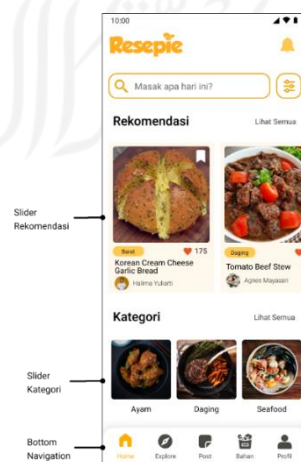 10:00
Resepie
Masak apa hari ini?
Rekomendasi
Lihat Semua
Slider
Rekomendasi
175
Daging
Korean Cream Cheese
Garlic Bread
Tomato Beef Stew
Halima Yuliarti
Agnes Mayasari
Kategori
Lihat Semua
Slider
Kategori
Ayam
Daging
Seafood
Bottom
Navigation
Home
Explore
Post
Bahan
Profil